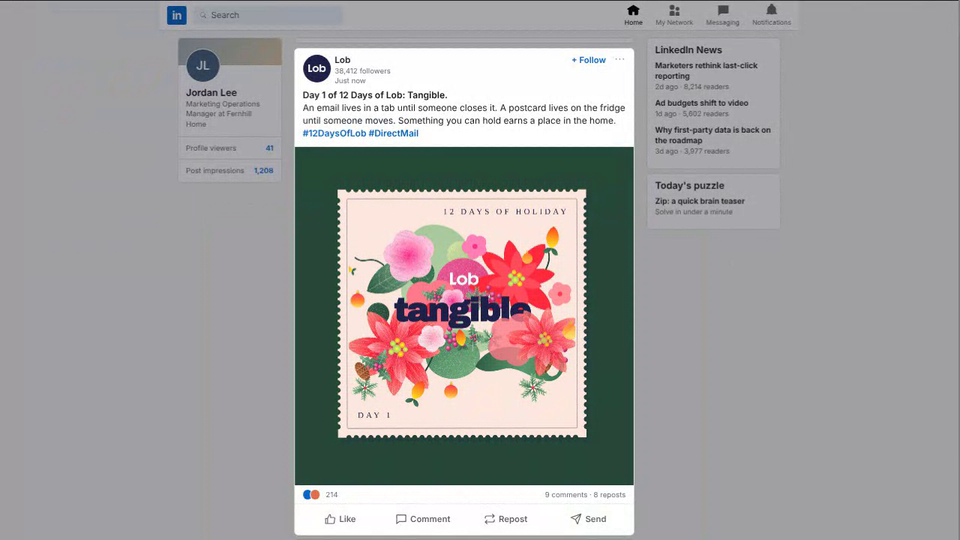 in
Search
Home
My Network
Messaging
Notifications
JL
Jordan Lee
Marketing Operations
Manager at Fernhill
Home
Profile viewers 41
Post impressions 1,208
Lob
Lob
38,412 followers
Just now
+ Follow
Day 1 of 12 Days of Lob: Tangible.
An email lives in a tab until someone closes it. A postcard lives on the fridge
until someone moves. Something you can hold earns a place in the home.
#12DaysOfLob #DirectMail
12 DAYS OF HOLIDAY
Lob
tangible
DAY 1
214
9 comments · 8 reposts
Like
Comment
Repost
Send
LinkedIn News
Marketers rethink last-click
reporting
2d ago · 8,214 readers
Ad budgets shift to video
1d ago · 5,602 readers
Why first-party data is back on
the roadmap
3d ago · 3,977 readers
Today's puzzle
Zip: a quick brain teaser
Solve in under a minute